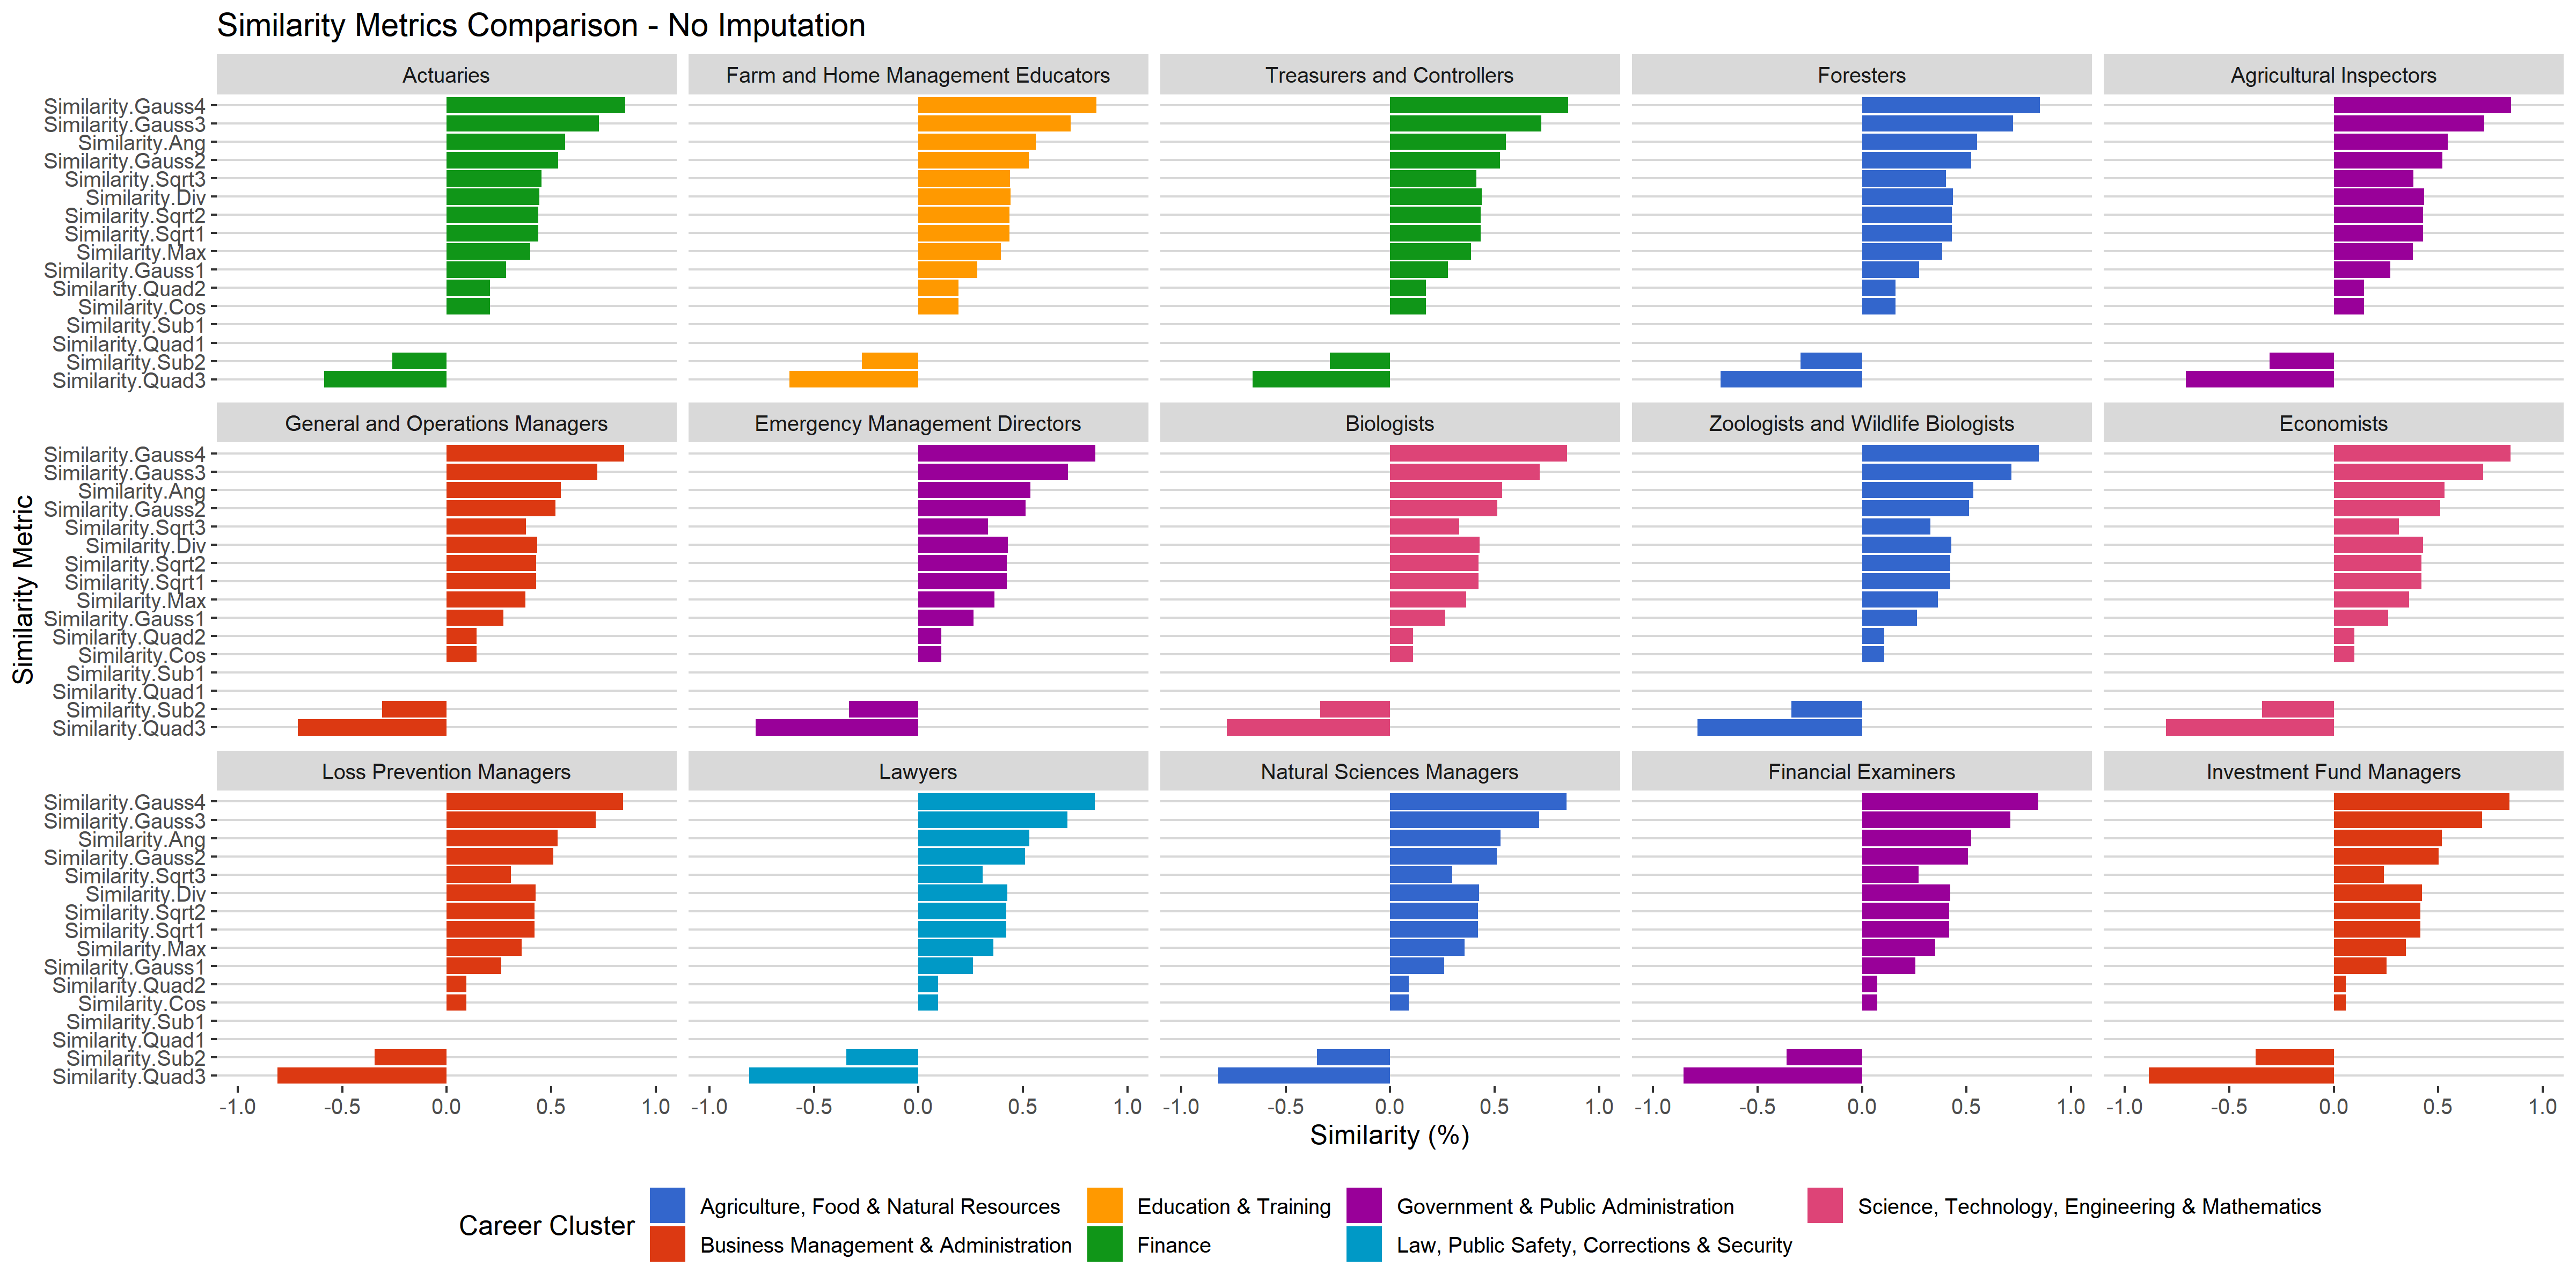 Similarity Metrics Comparison - No Imputation
Actuaries
Farm and Home Management Educators
Treasurers and Controllers
Foresters
Agricultural Inspectors
Similarity.Gauss4
Similarity.Gauss3
Similarity.Ang
Similarity.Gauss2
Similarity.Sqrt3
Similarity.Div
Similarity.Sqrt2
Similarity.Sqrt1
Similarity.Max
Similarity.Gauss1
Similarity.Quad2
Similarity.Cos
Similarity.Sub1
Similarity.Quad1
Similarity.Sub2
Similarity.Quad3
General and Operations Managers
Emergency Management Directors
Biologists
Zoologists and Wildlife Biologists
Economists
Similarity.Gauss4
Similarity.Gauss3
Similarity.Ang
Similarity.Gauss2
Similarity.Sqrt3
Similarity.Div
Similarity.Sqrt2
Similarity.Sqrt1
Similarity.Max
Similarity.Gauss1
Similarity.Quad2
Similarity.Cos
Similarity.Sub1
Similarity.Quad1
Similarity.Sub2
Similarity.Quad3
Similarity Metric
Loss Prevention Managers
Lawyers
Natural Sciences Managers
Financial Examiners
Investment Fund Managers
Similarity.Gauss4
Similarity.Gauss3
Similarity.Ang
Similarity.Gauss2
Similarity.Sqrt3
Similarity.Div
Similarity.Sqrt2
Similarity.Sqrt1
Similarity.Max
Similarity.Gauss1
Similarity.Quad2
Similarity.Cos
Similarity.Sub1
Similarity.Quad1
Similarity.Sub2
Similarity.Quad3
-1.0 -0.5 0.0 0.5 1.0
-1.0 -0.5 0.0 0.5 1.0
-1.0 -0.5 0.0 0.5 1.0
-1.0 -0.5 0.0 0.5 1.0
-1.0 -0.5 0.0 0.5 1.0
Similarity (%)
Career Cluster
Agriculture, Food & Natural Resources
Business Management & Administration
Education & Training
Finance
Government & Public Administration
Law, Public Safety, Corrections & Security
Science, Technology, Engineering & Mathematics